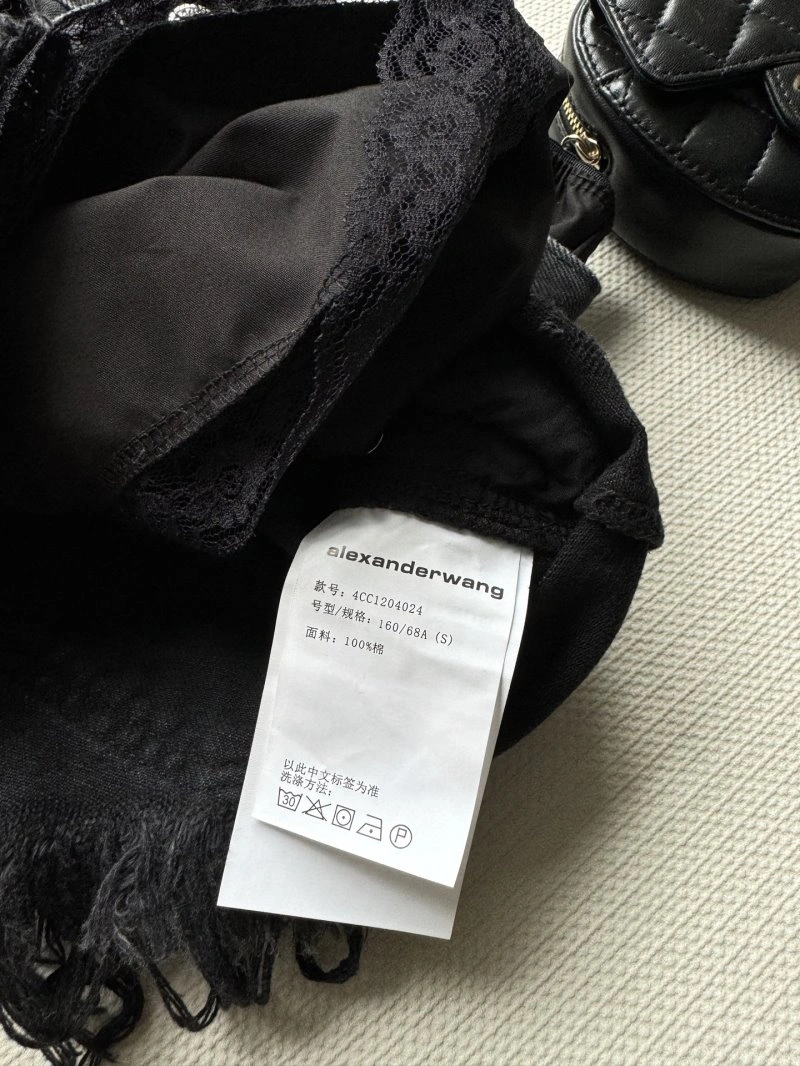 alexanderwang
款号: 4CC1204024
号型/规格: 160/68A (S)
面料: 100%棉
以此中文标签为准
洗涤方法:
30
P